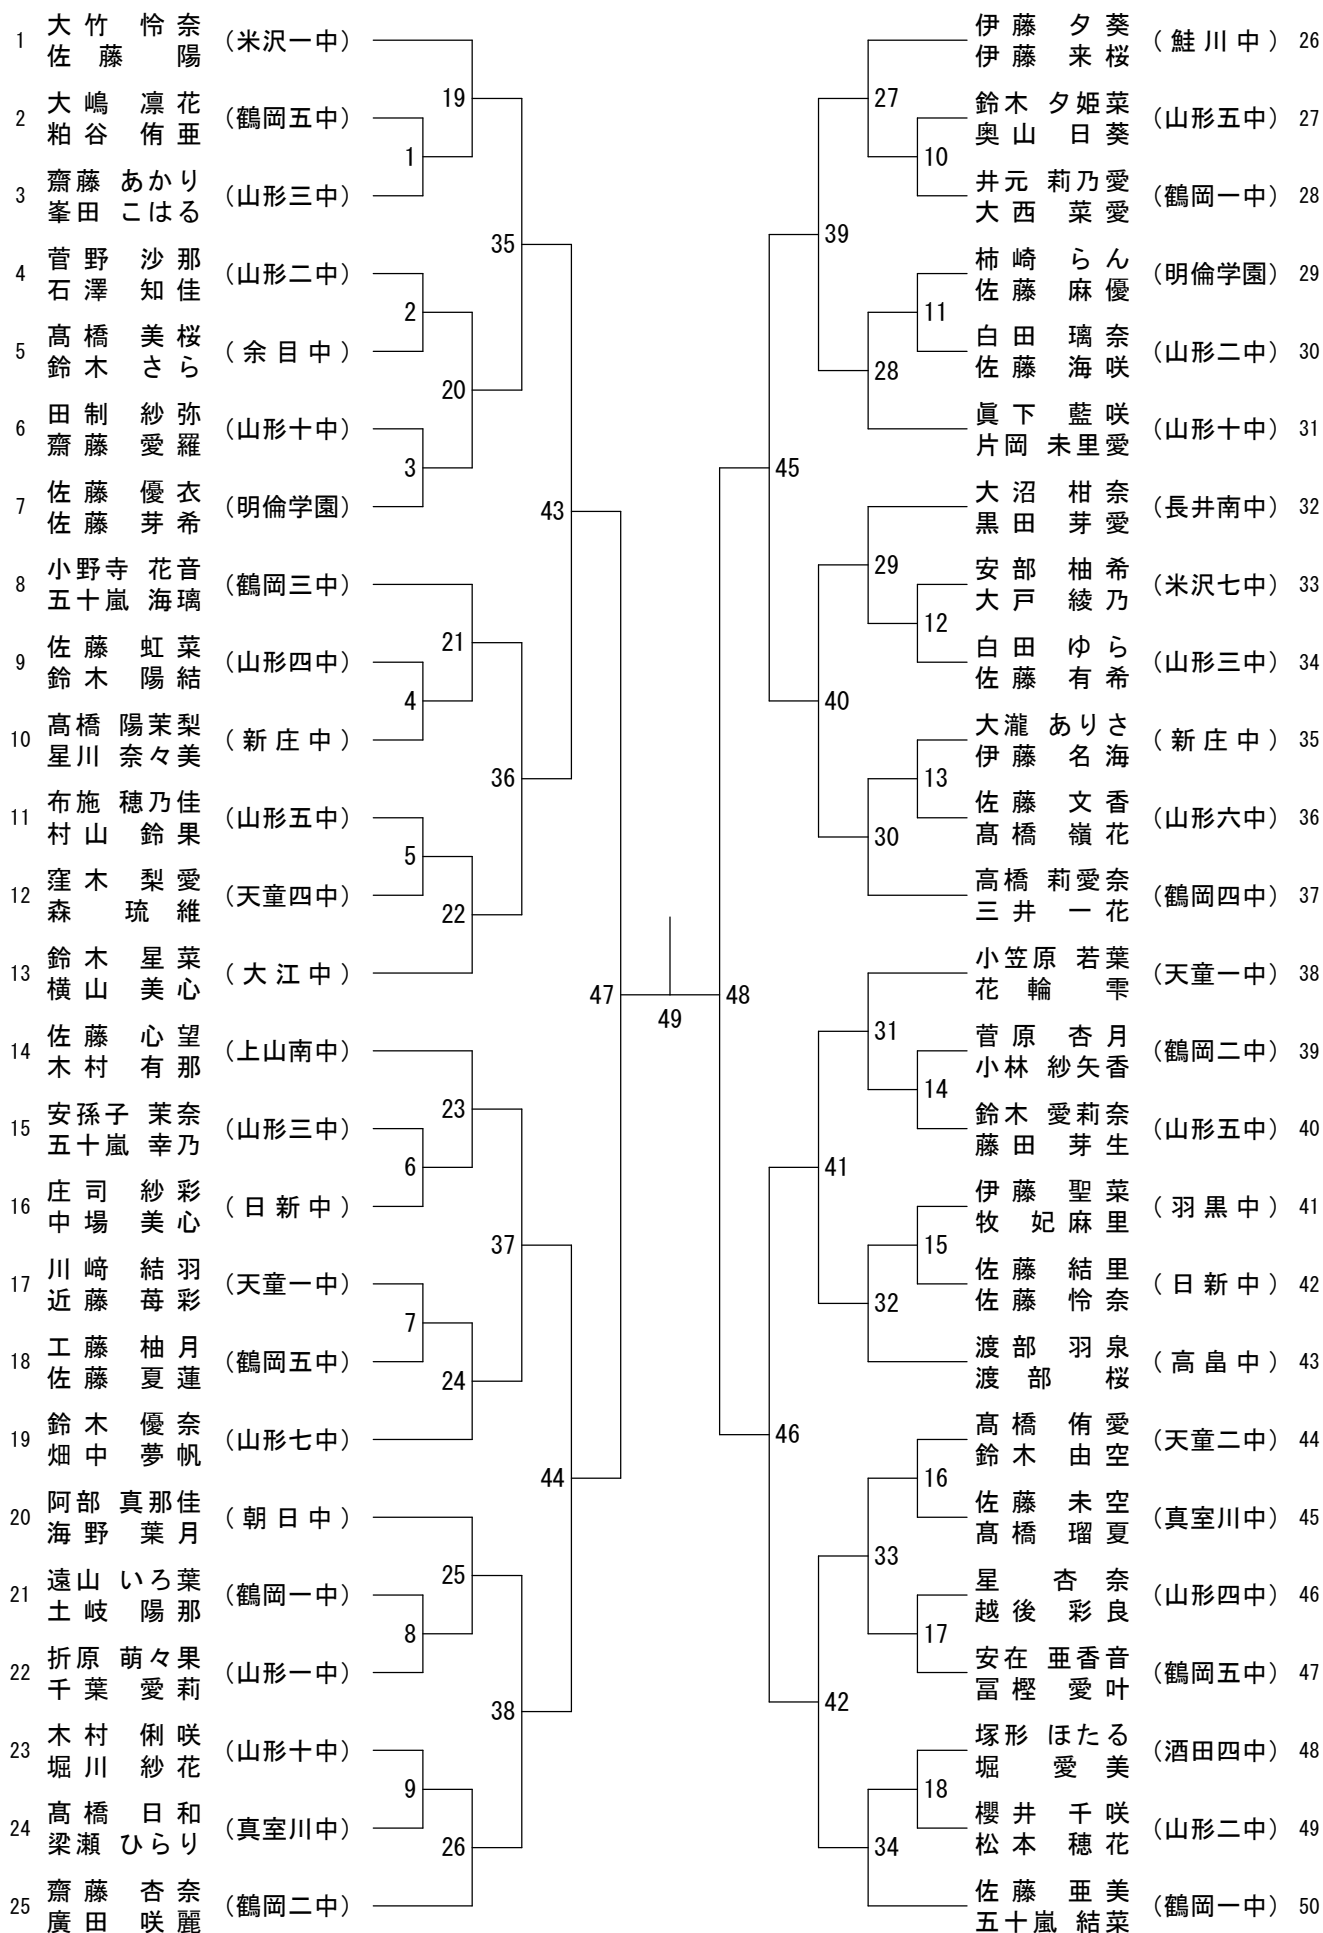 1 大竹 怜奈 (米沢一中)
佐藤 陽
2 大嶋 凛花 (鶴岡五中)
粕谷 侑亜
3 齋藤 あかり (山形三中)
峯田 こはる
4 菅野 沙那 (山形二中)
石澤 知佳
5 髙橋 美桜 (余目中)
鈴木 さら
6 田制 紗弥 (山形十中)
齋藤 愛羅
7 佐藤 優衣 (明倫学園)
佐藤 芽希
8 小野寺 花音 (鶴岡三中)
五十嵐 海璃
9 佐藤 虹菜 (山形四中)
鈴木 陽結
10 髙橋 陽茉梨 (新庄中)
星川 奈々美
11 布施 穂乃佳 (山形五中)
村山 鈴果
12 窪木 梨愛 (天童四中)
森 琉維
13 鈴木 星菜 (大江中)
横山 美心
14 佐藤 心望 (上山南中)
木村 有那
15 安孫子 茉奈 (山形三中)
五十嵐 幸乃
16 庄司 紗彩 (日新中)
中場 美心
17 川﨑 結羽 (天童一中)
近藤 苺彩
18 工藤 柚月 (鶴岡五中)
佐藤 夏蓮
19 鈴木 優奈 (山形七中)
畑中 夢帆
20 阿部 真那佳 (朝日中)
海野 葉月
21 遠山 いろ葉 (鶴岡一中)
土岐 陽那
22 折原 萌々果 (山形一中)
千葉 愛莉
23 木村 俐咲 (山形十中)
堀川 紗花
24 髙橋 日和 (真室川中)
梁瀬 ひらり
25 齋藤 杏奈 (鶴岡二中)
廣田 咲麗
19
1
35
2
20
3
43
21
4
36
5
22
47
23
6
37
7
24
44
25
8
38
9
26
49
48
27
10
39
11
28
45
29
12
40
13
30
31
14
41
15
32
46
16
33
17
42
18
34
伊藤 夕葵 (鮭川中) 26
伊藤 来桜
鈴木 夕姫菜 (山形五中) 27
奥山 日葵
井元 莉乃愛 (鶴岡一中) 28
大西 菜愛
柿崎 らん (明倫学園) 29
佐藤 麻優
白田 璃奈 (山形二中) 30
佐藤 海咲
眞下 藍咲 (山形十中) 31
片岡 未里愛
大沼 柑奈 (長井南中) 32
黒田 芽愛
安部 柚希 (米沢七中) 33
大戸 綾乃
白田 ゆら (山形三中) 34
佐藤 有希
大瀧 ありさ (新庄中) 35
伊藤 名海
佐藤 文香 (山形六中) 36
髙橋 嶺花
高橋 莉愛奈 (鶴岡四中) 37
三井 一花
小笠原 若葉 (天童一中) 38
花輪 雫
菅原 杏月 (鶴岡二中) 39
小林 紗矢香
鈴木 愛莉奈 (山形五中) 40
藤田 芽生
伊藤 聖菜 (羽黒中) 41
牧 妃麻里
佐藤 結里 (日新中) 42
佐藤 怜奈
渡部 羽泉 (高畠中) 43
渡部 桜
髙橋 侑愛 (天童二中) 44
鈴木 由空
佐藤 未空 (真室川中) 45
髙橋 瑠夏
星 杏奈 (山形四中) 46
越後 彩良
安在 亜香音 (鶴岡五中) 47
冨樫 愛叶
塚形 ほたる (酒田四中) 48
堀 愛美
櫻井 千咲 (山形二中) 49
松本 穂花
佐藤 亜美 (鶴岡一中) 50
五十嵐 結菜